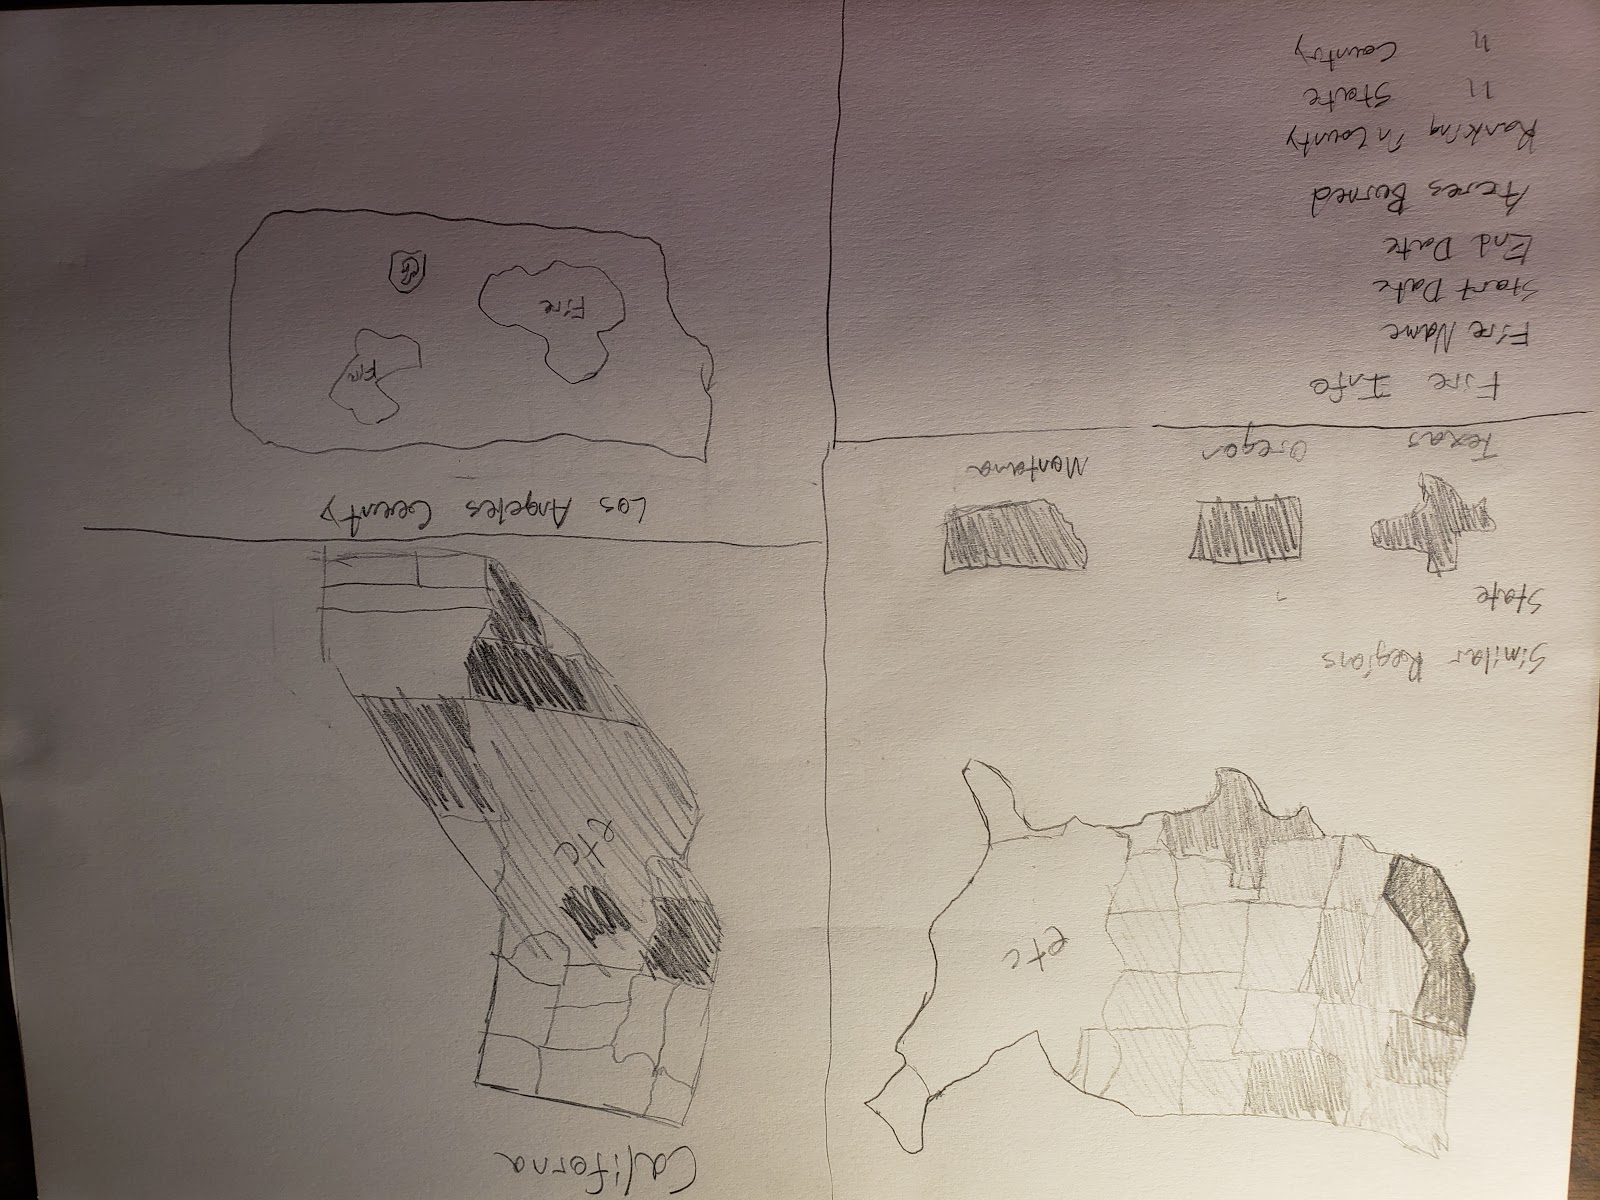 etc
Similar Regions
State
Texas Oregon Montana
Californa
etc
Fire Info
Fire Name
Start Date
End Date
Acres Burned
Ranking in County
" State
" Country
Los Angeles County
Fire
Fire